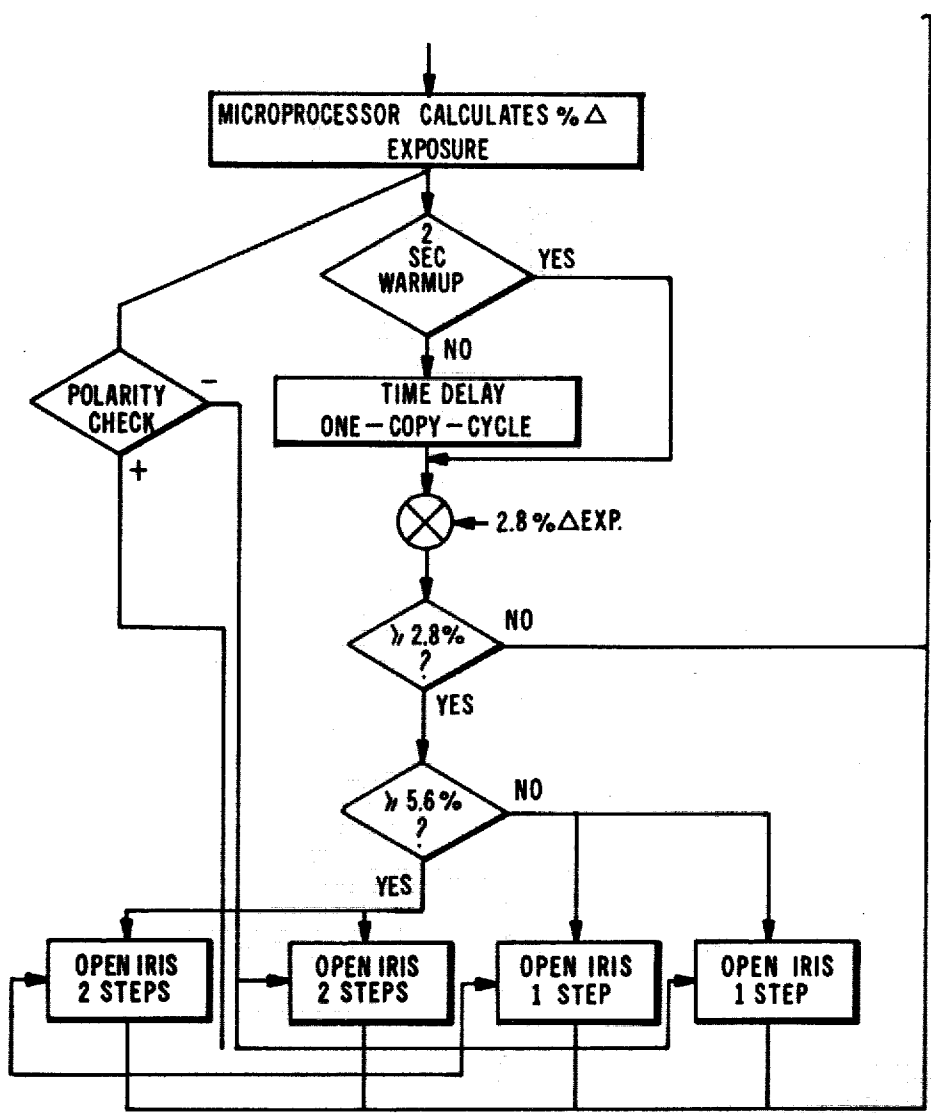 MICROPROCESSOR CALCULATES % Δ
EXPOSURE
2
SEC
WARMUP
YES
NO
POLARITY
CHECK
−
+
TIME DELAY
ONE — COPY — CYCLE
2.8 % Δ EXP.
≥ 2.8%
?
NO
YES
≥ 5.6%
?
NO
YES
OPEN IRIS
2 STEPS
OPEN IRIS
2 STEPS
OPEN IRIS
1 STEP
OPEN IRIS
1 STEP